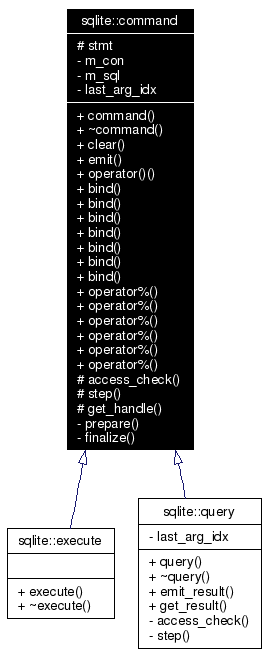 sqlite::command
# stmt
- m_con
- m_sql
- last_arg_idx
+ command()
+ ~command()
+ clear()
+ emit()
+ operator()()
+ bind()
+ bind()
+ bind()
+ bind()
+ bind()
+ bind()
+ bind()
+ operator%()
+ operator%()
+ operator%()
+ operator%()
+ operator%()
+ operator%()
# access_check()
# step()
# get_handle()
- prepare()
- finalize()
sqlite::execute
+ execute()
+ ~execute()
sqlite::query
- last_arg_idx
+ query()
+ ~query()
+ emit_result()
+ get_result()
- access_check()
- step()